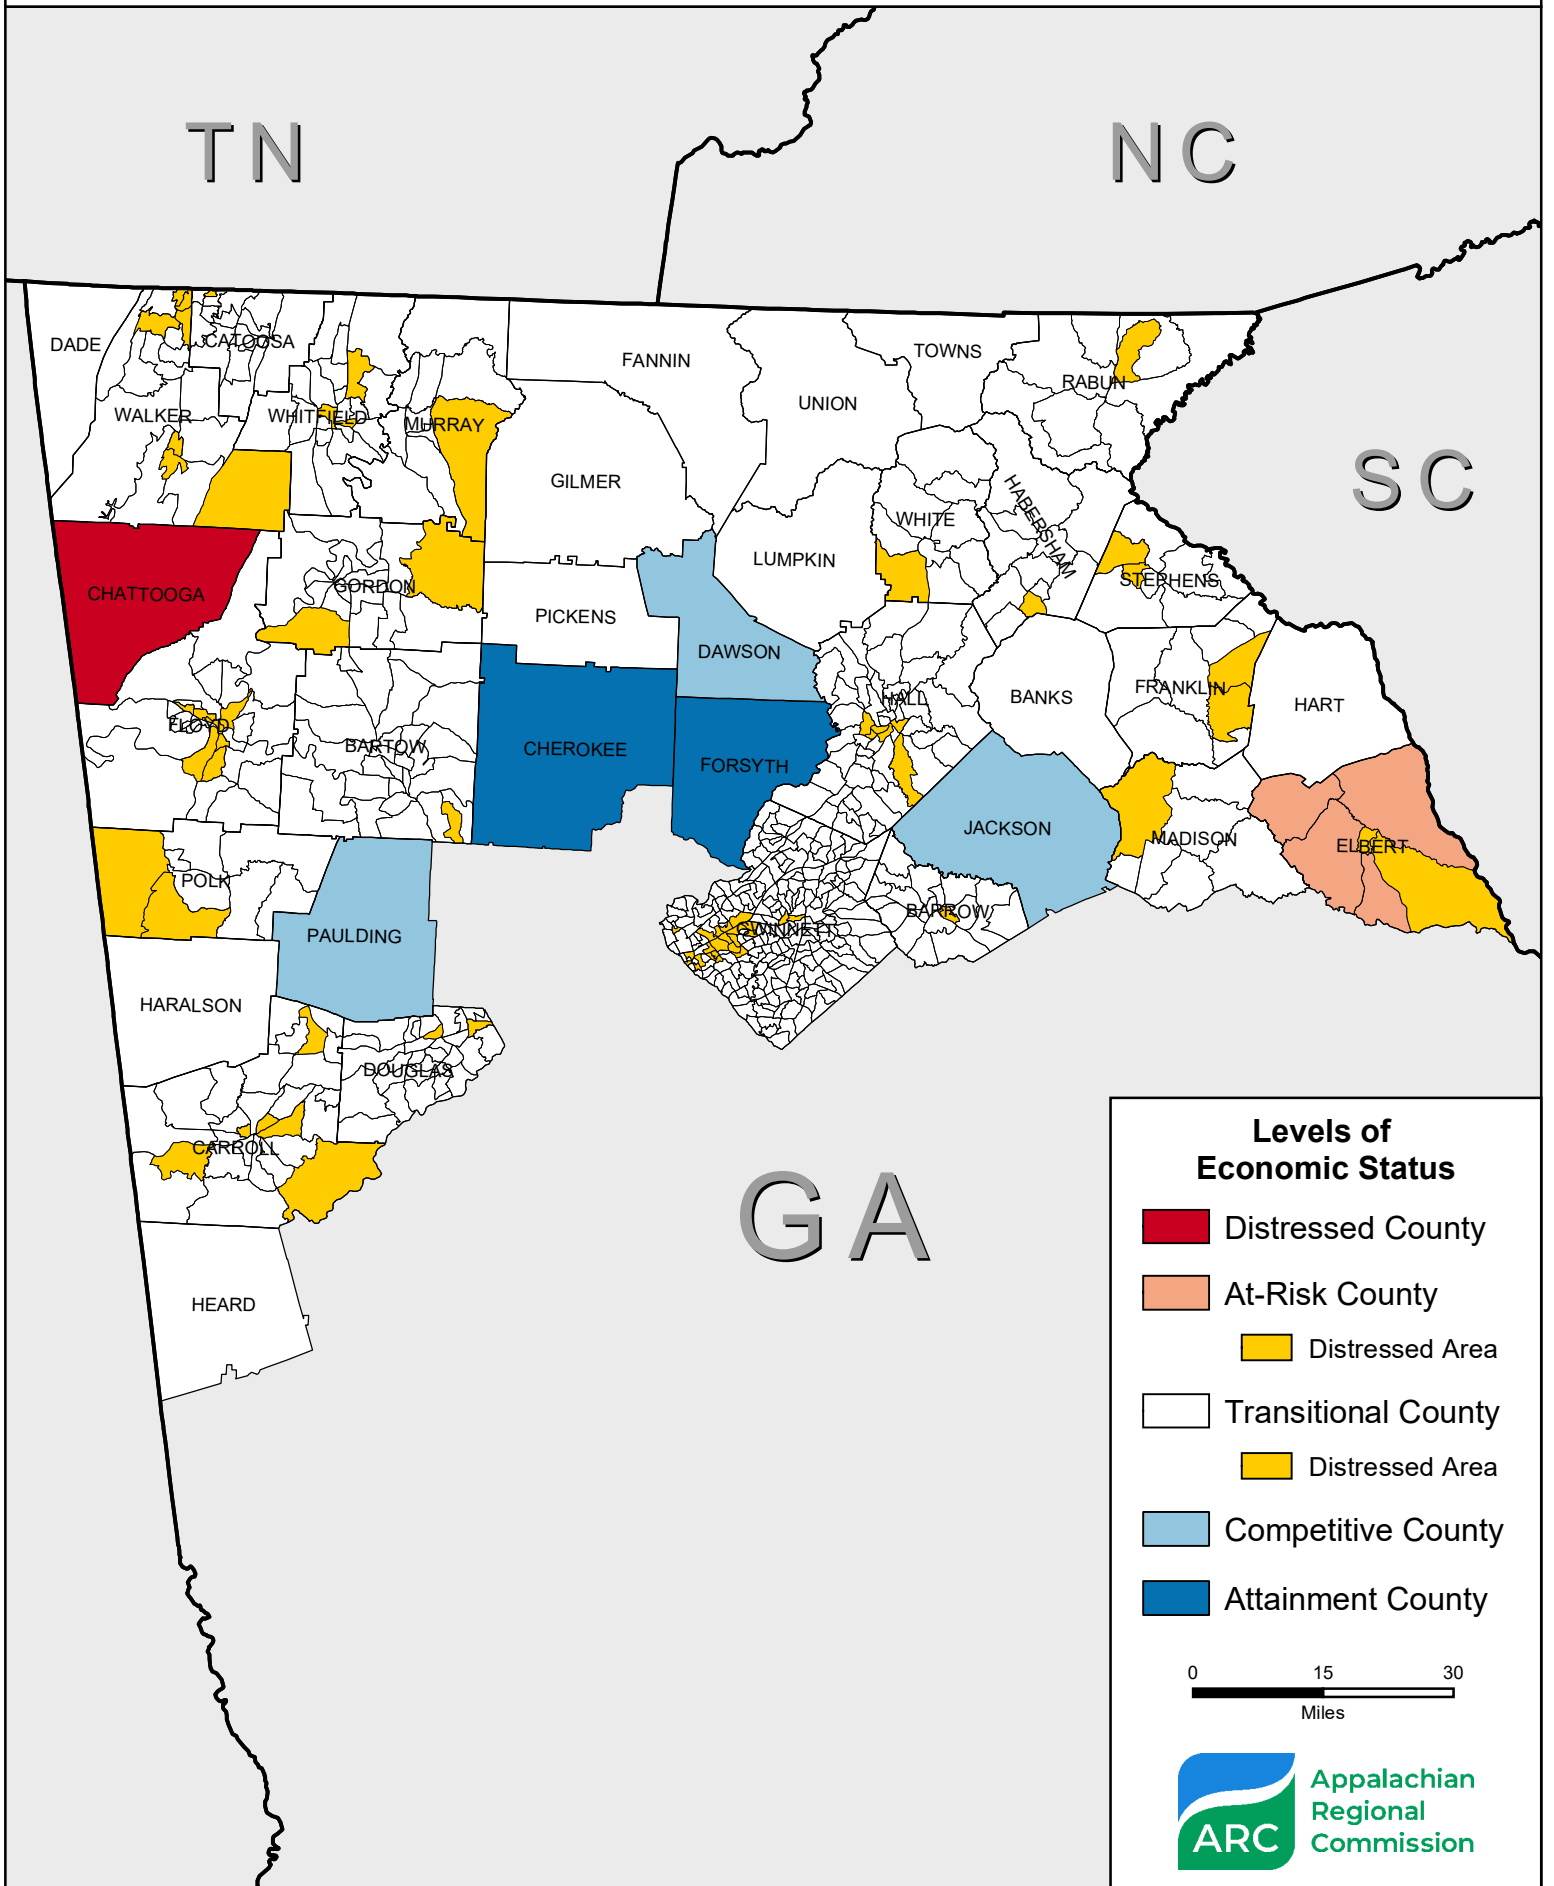 TN
NC
SC
GA
DADE
CATOOSA
FANNIN
TOWNS
RABUN
WALKER
WHITFIELD
MURRAY
UNION
GILMER
HABERSHAM
WHITE
LUMPKIN
CHATTOOGA
GORDON
STEPHENS
PICKENS
DAWSON
FLOYD
BARTOW
CHEROKEE
FORSYTH
HALL
BANKS
FRANKLIN
HART
JACKSON
MADISON
ELBERT
POLK
PAULDING
GWINNETT
BARROW
HARALSON
DOUGLAS
CARROLL
HEARD
Levels of
Economic Status
Distressed County
At-Risk County
Distressed Area
Transitional County
Distressed Area
Competitive County
Attainment County
0 15 30
Miles
ARC
Appalachian
Regional
Commission